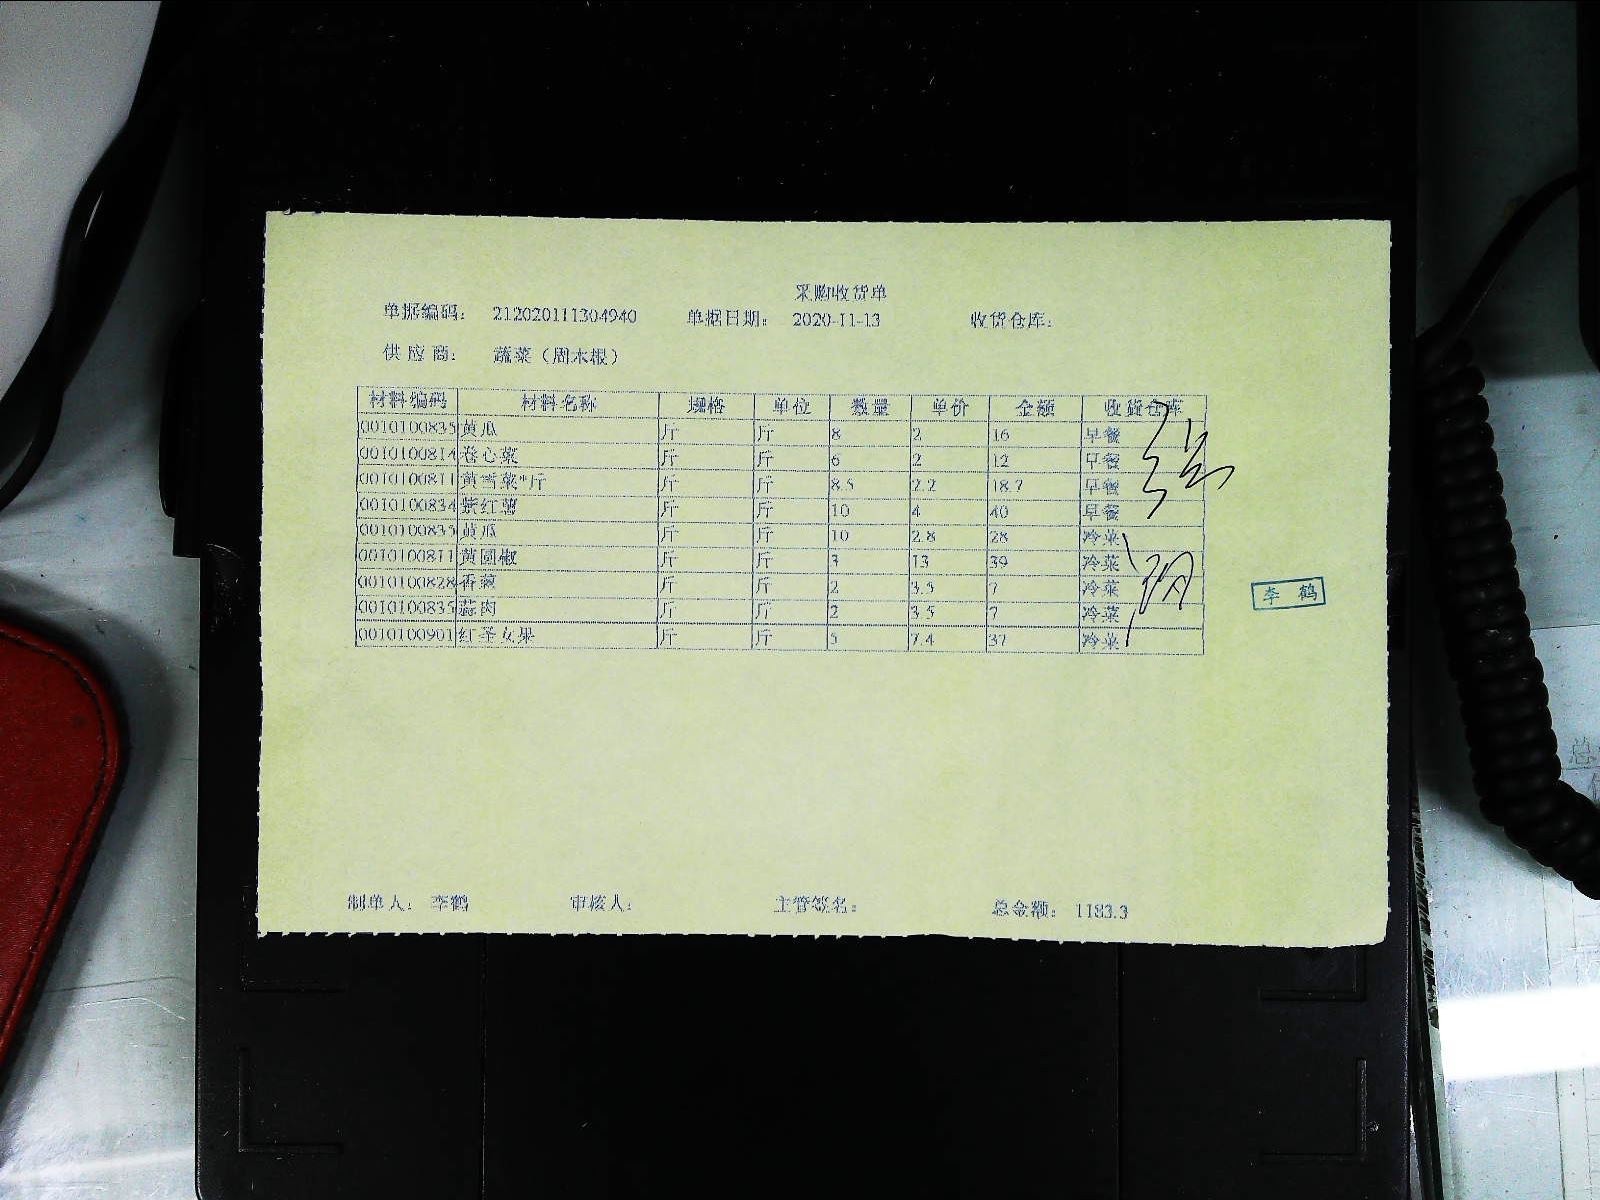 采购收货单
单据编码： 212020111304940 单据日期： 2020-11-13 收货仓库：
供 应 商： 蔬菜（周木根）
材料编码 材料名称 规格 单位 数量 单价 金额 收货仓库
0010100835 黄瓜 斤 斤 8 2 16 早餐
0010100814 卷心菜 斤 斤 6 2 12 早餐
0010100811 黄雪菜*斤 斤 斤 8.5 2.2 18.7 早餐
0010100834 紫红薯 斤 斤 10 4 40 早餐
0010100835 黄瓜 斤 斤 10 2.8 28 冷菜
0010100811 黄圆椒 斤 斤 3 13 39 冷菜
0010100828 香葱 斤 斤 2 3.5 7 冷菜
0010100835 蒜肉 斤 斤 2 3.5 7 冷菜
0010100901 红圣女果 斤 斤 5 7.4 37 冷菜
李 鹤
制单人： 李鹤 审核人： 主管签名： 总金额： 1183.3